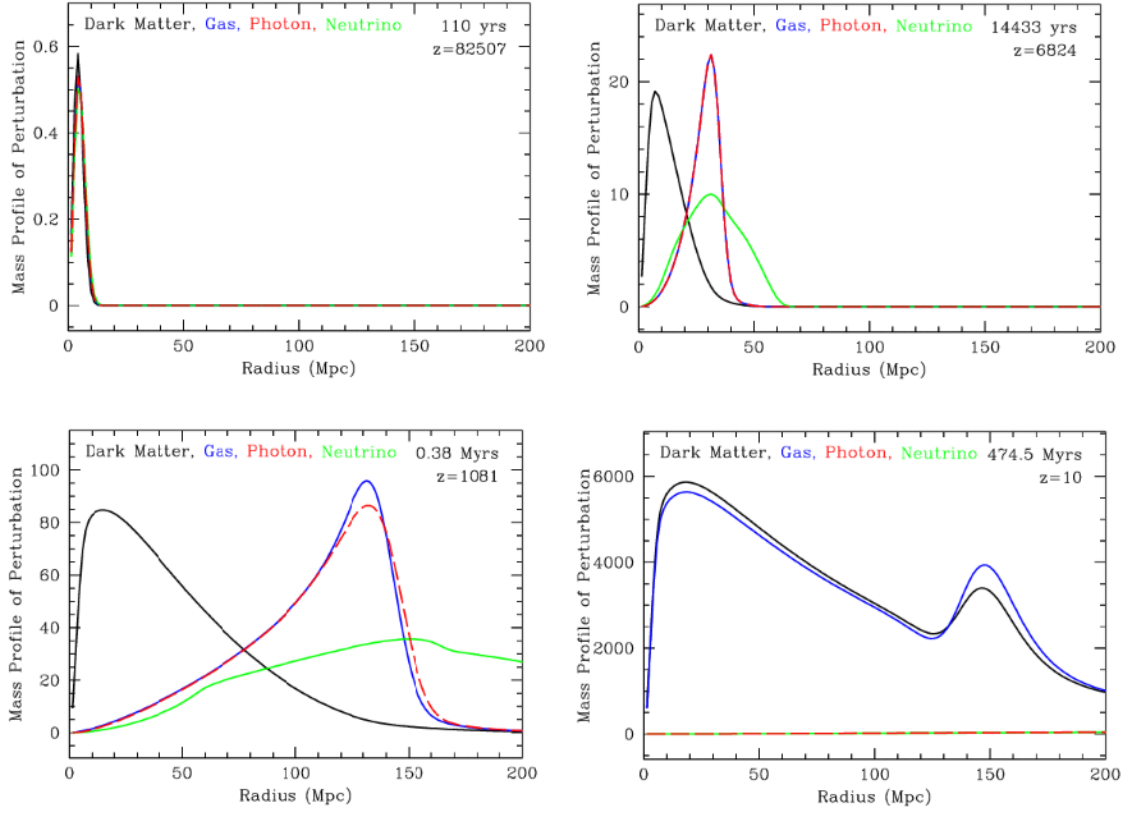 Dark Matter, Gas, Photon, Neutrino 110 yrs
z=82507
Mass Profile of Perturbation
0.6
0.4
0.2
0
0 50 100 150 200
Radius (Mpc)
Dark Matter, Gas, Photon, Neutrino 14433 yrs
z=6824
Mass Profile of Perturbation
20
10
0
0 50 100 150 200
Radius (Mpc)
Dark Matter, Gas, Photon, Neutrino 0.38 Myrs
z=1081
Mass Profile of Perturbation
100
80
60
40
20
0
0 50 100 150 200
Radius (Mpc)
Dark Matter, Gas, Photon, Neutrino 474.5 Myrs
z=10
Mass Profile of Perturbation
6000
4000
2000
0
0 50 100 150 200
Radius (Mpc)